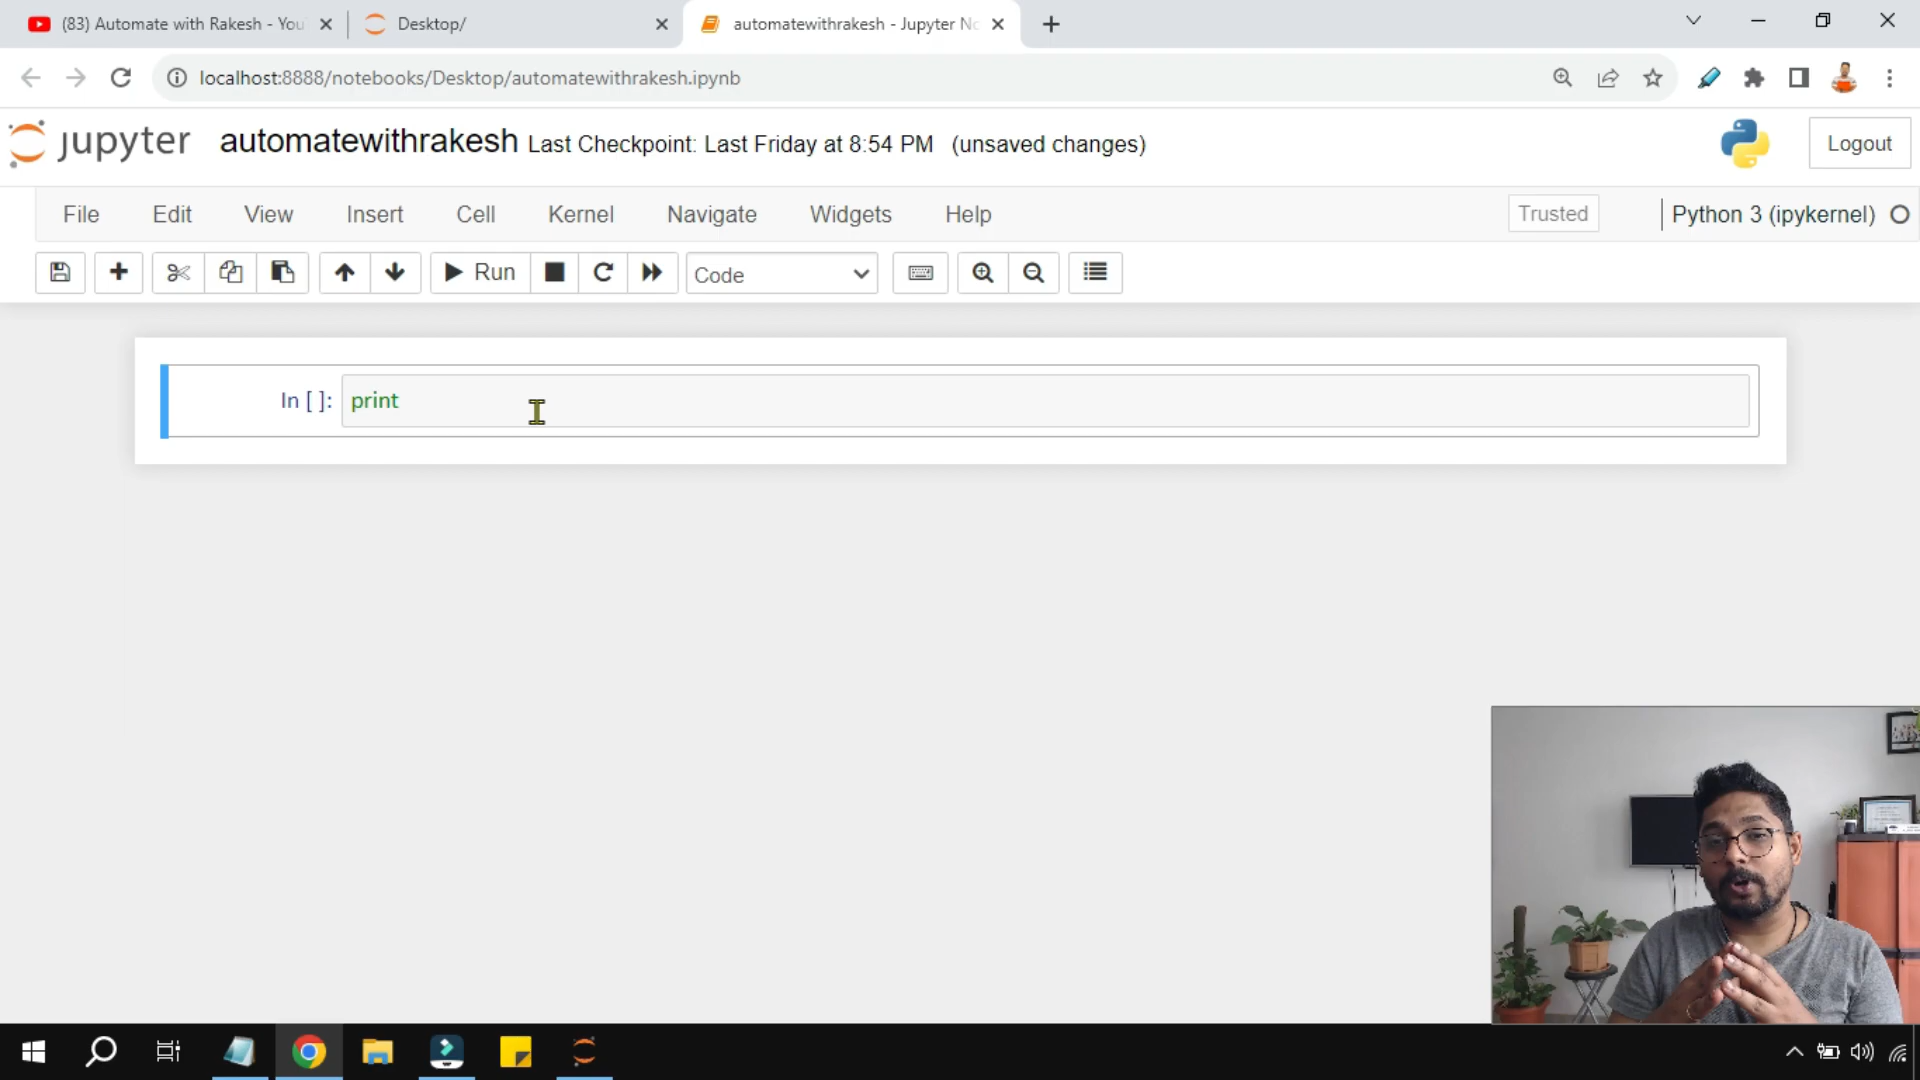 (83) Automate with Rakesh - You
Desktop/
automatewithrakesh - Jupyter No
localhost:8888/notebooks/Desktop/automatewithrakesh.ipynb
jupyter automatewithrakesh Last Checkpoint: Last Friday at 8:54 PM (unsaved changes)
Logout
File Edit View Insert Cell Kernel Navigate Widgets Help
Trusted Python 3 (ipykernel)
Run Code
In [ ]: print